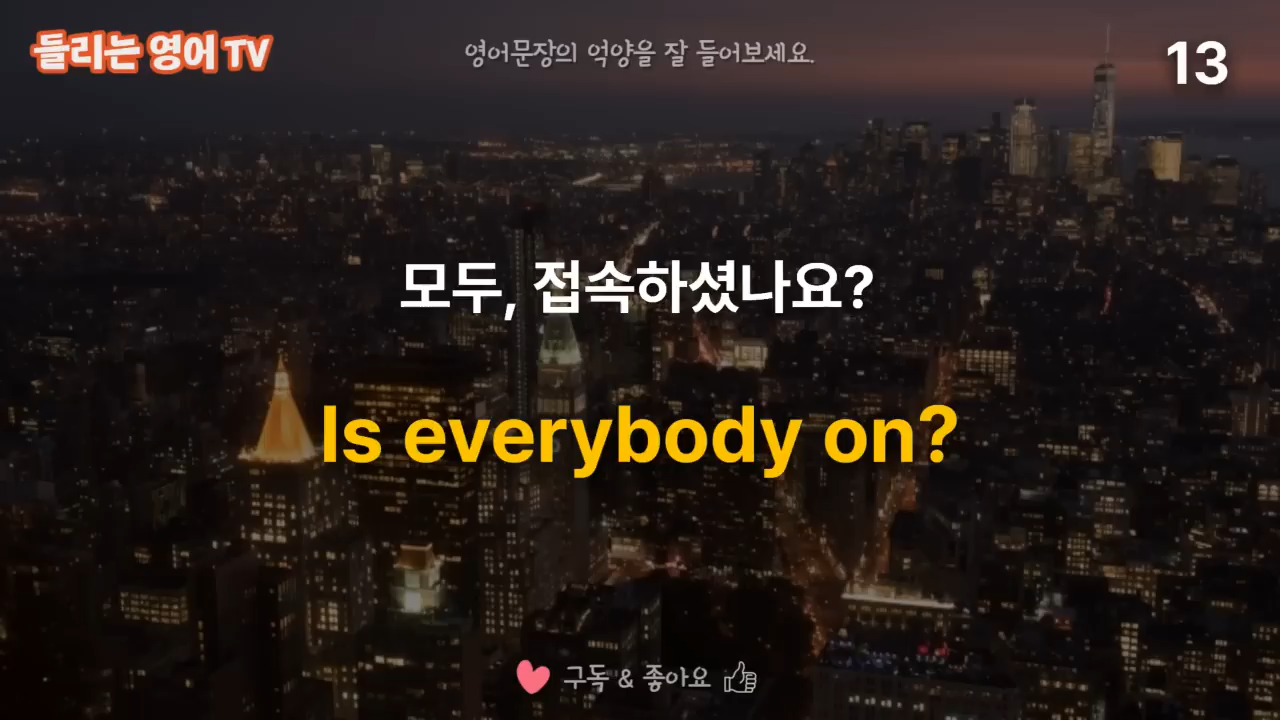 들리는 영어 TV
영어문장의 억양을 잘 들어보세요.
13
모두, 접속하셨나요?
Is everybody on?
구독 & 좋아요